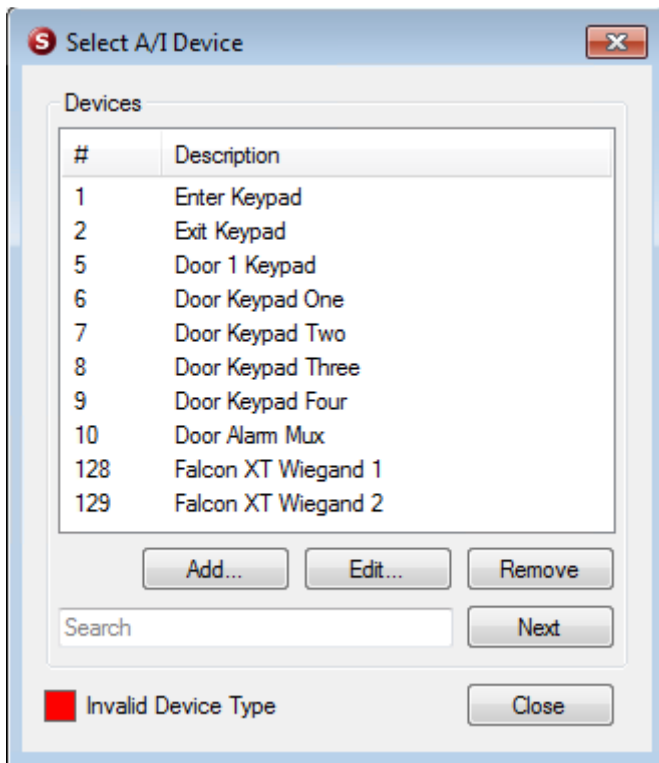 S Select A/I Device
Devices
# Description
1 Enter Keypad
2 Exit Keypad
5 Door 1 Keypad
6 Door Keypad One
7 Door Keypad Two
8 Door Keypad Three
9 Door Keypad Four
10 Door Alarm Mux
128 Falcon XT Wiegand 1
129 Falcon XT Wiegand 2
Add... Edit... Remove
Search Next
Invalid Device Type Close